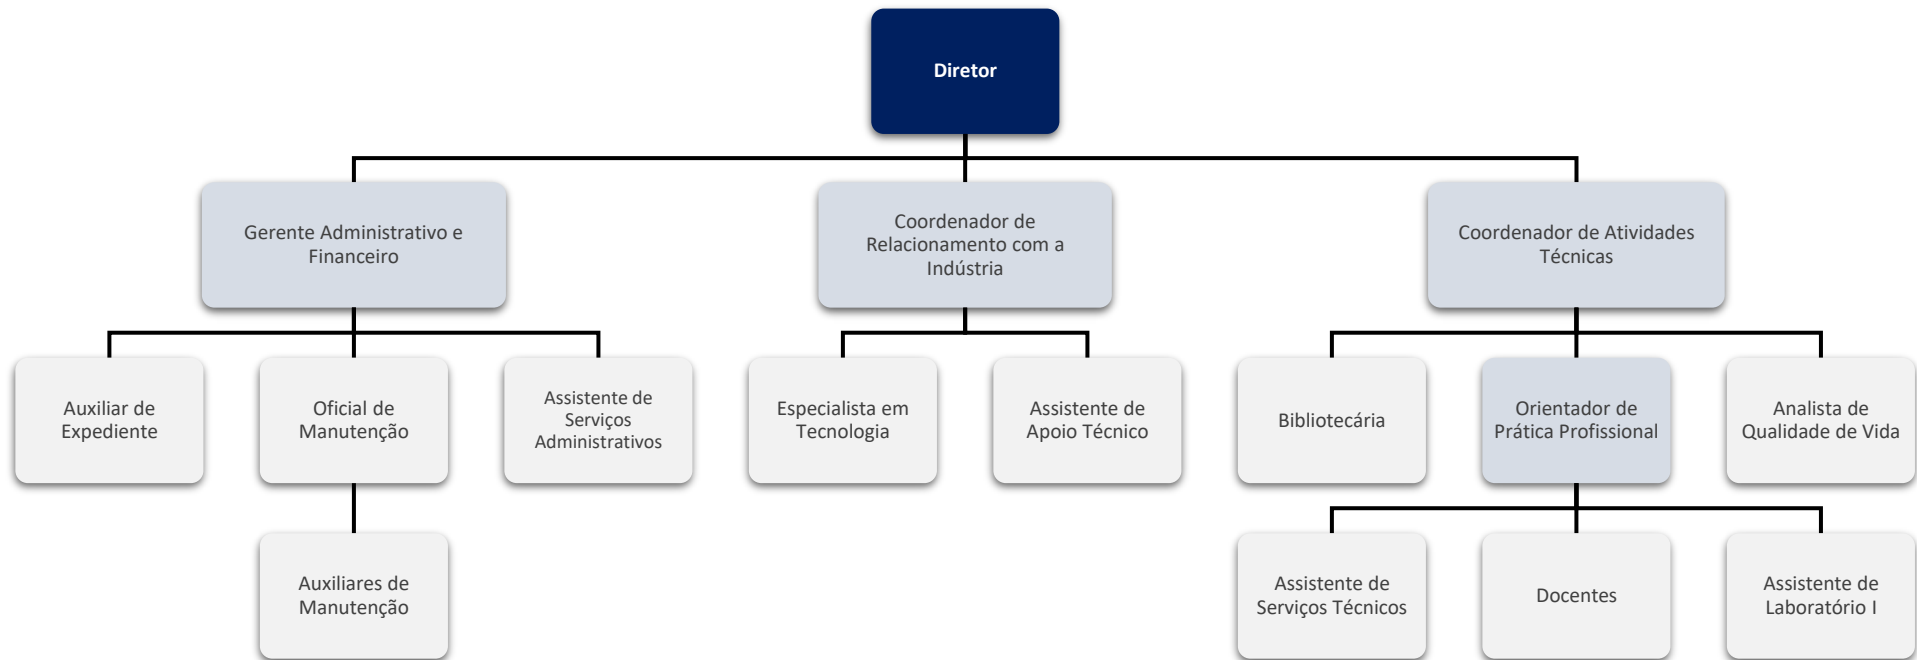 Diretor
Gerente Administrativo e
Financeiro
Coordenador de
Relacionamento com a
Indústria
Coordenador de Atividades
Técnicas
Auxiliar de
Expediente
Oficial de
Manutenção
Assistente de
Serviços
Administrativos
Especialista em
Tecnologia
Assistente de
Apoio Técnico
Bibliotecária
Orientador de
Prática Profissional
Analista de
Qualidade de Vida
Auxiliares de
Manutenção
Assistente de
Serviços Técnicos
Docentes
Assistente de
Laboratório I